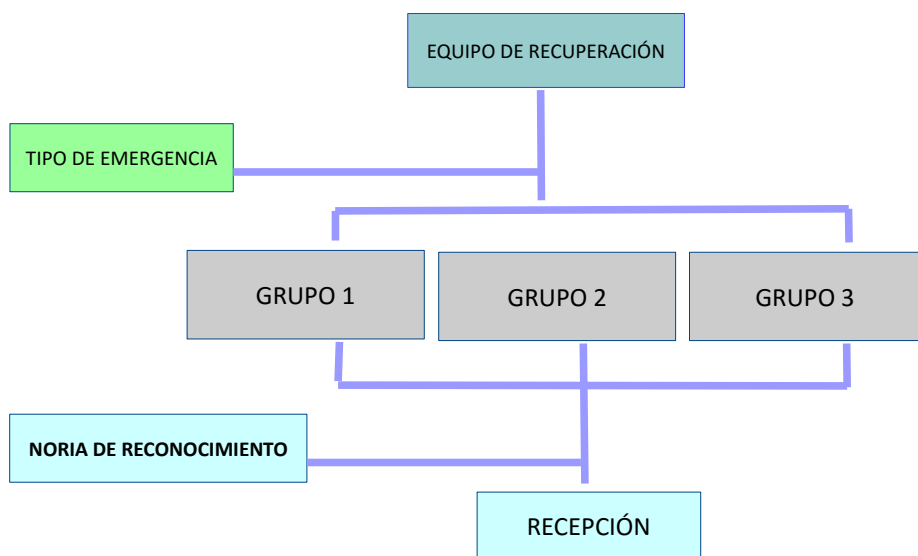 EQUIPO DE RECUPERACIÓN
TIPO DE EMERGENCIA
GRUPO 1
GRUPO 2
GRUPO 3
NORIA DE RECONOCIMIENTO
RECEPCIÓN